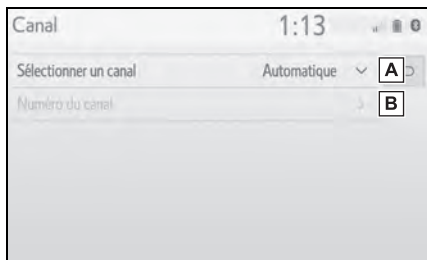 Canal 1:13
Sélectionner un canal Automatique A
Numéro du canal B